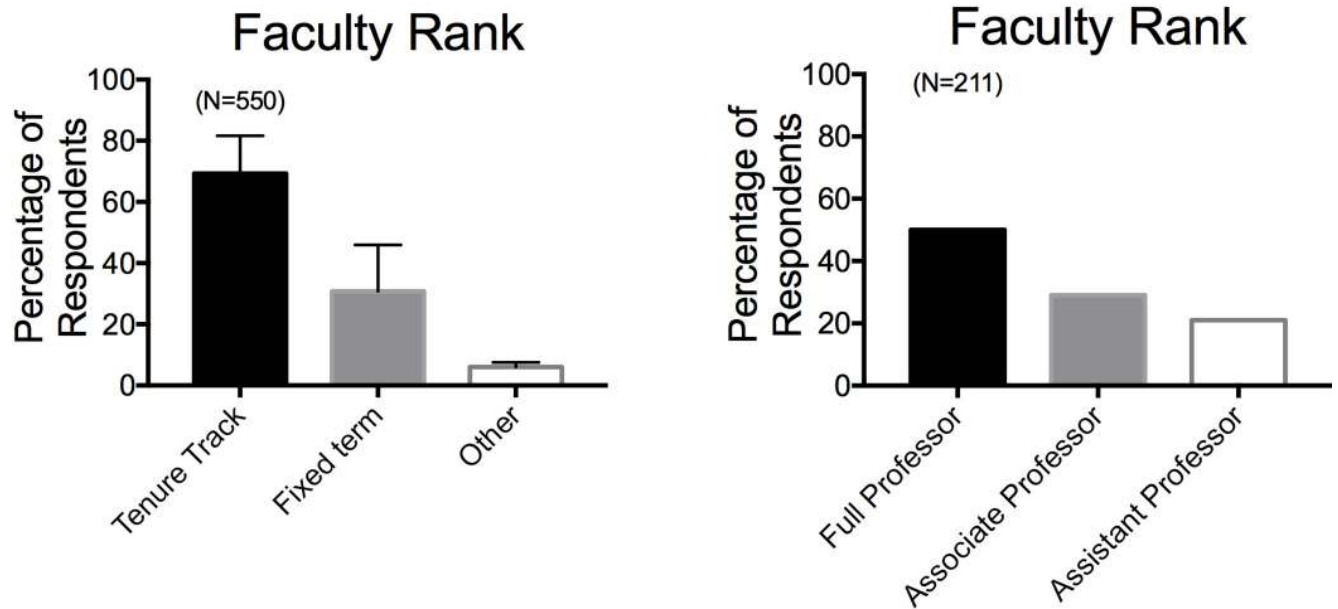 Faculty Rank
Percentage of
Respondents
100
80
60
40
20
0
(N=550)
Tenure Track
Fixed term
Other
Faculty Rank
Percentage of
Respondents
100
80
60
40
20
0
(N=211)
Full Professor
Associate Professor
Assistant Professor